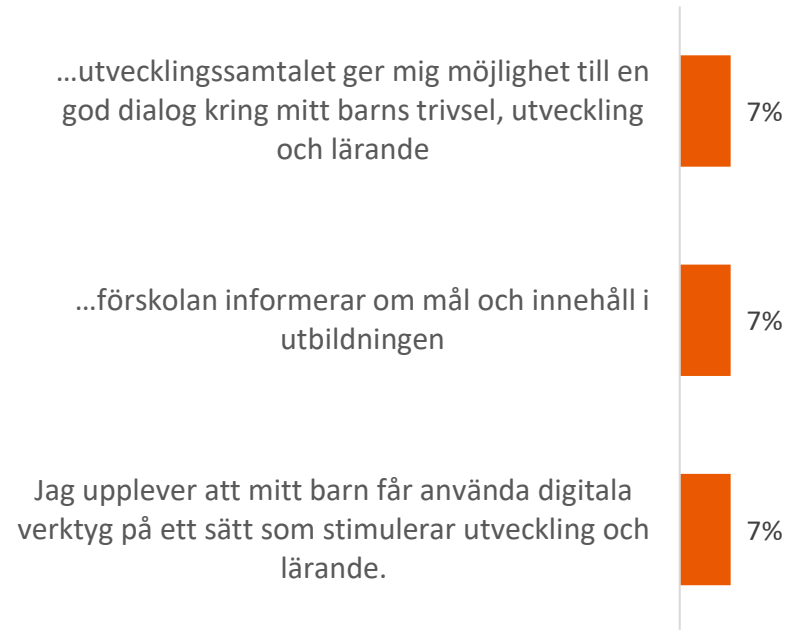 …utvecklingssamtalet ger mig möjlighet till en
god dialog kring mitt barns trivsel, utveckling
och lärande
7%
…förskolan informerar om mål och innehåll i
utbildningen
7%
Jag upplever att mitt barn får använda digitala
verktyg på ett sätt som stimulerar utveckling och
lärande.
7%